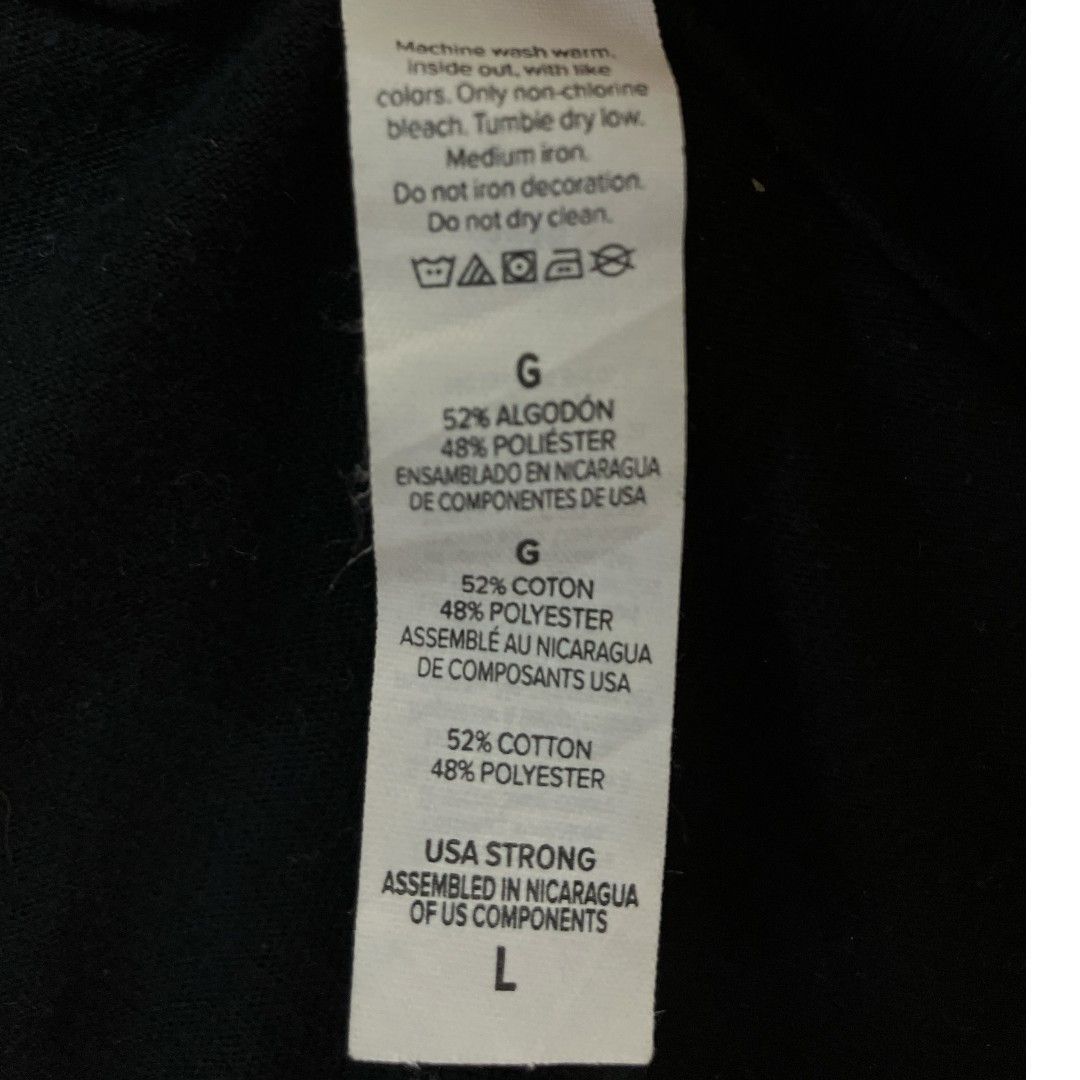 Machine wash warm,
inside out, with like
colors. Only non-chlorine
bleach. Tumble dry low.
Medium iron.
Do not iron decoration.
Do not dry clean.
G
52% ALGODÓN
48% POLIÉSTER
ENSAMBLADO EN NICARAGUA
DE COMPONENTES DE USA
G
52% COTON
48% POLYESTER
ASSEMBLÉ AU NICARAGUA
DE COMPOSANTS USA
52% COTTON
48% POLYESTER
USA STRONG
ASSEMBLED IN NICARAGUA
OF US COMPONENTS
L